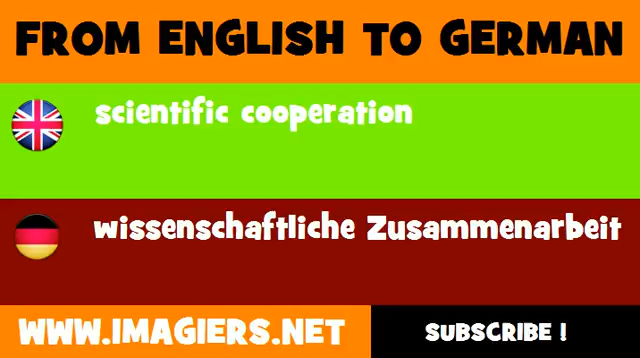 FROM ENGLISH TO GERMAN
scientific cooperation
wissenschaftliche Zusammenarbeit
WWW.IMAGIERS.NET
SUBSCRIBE !